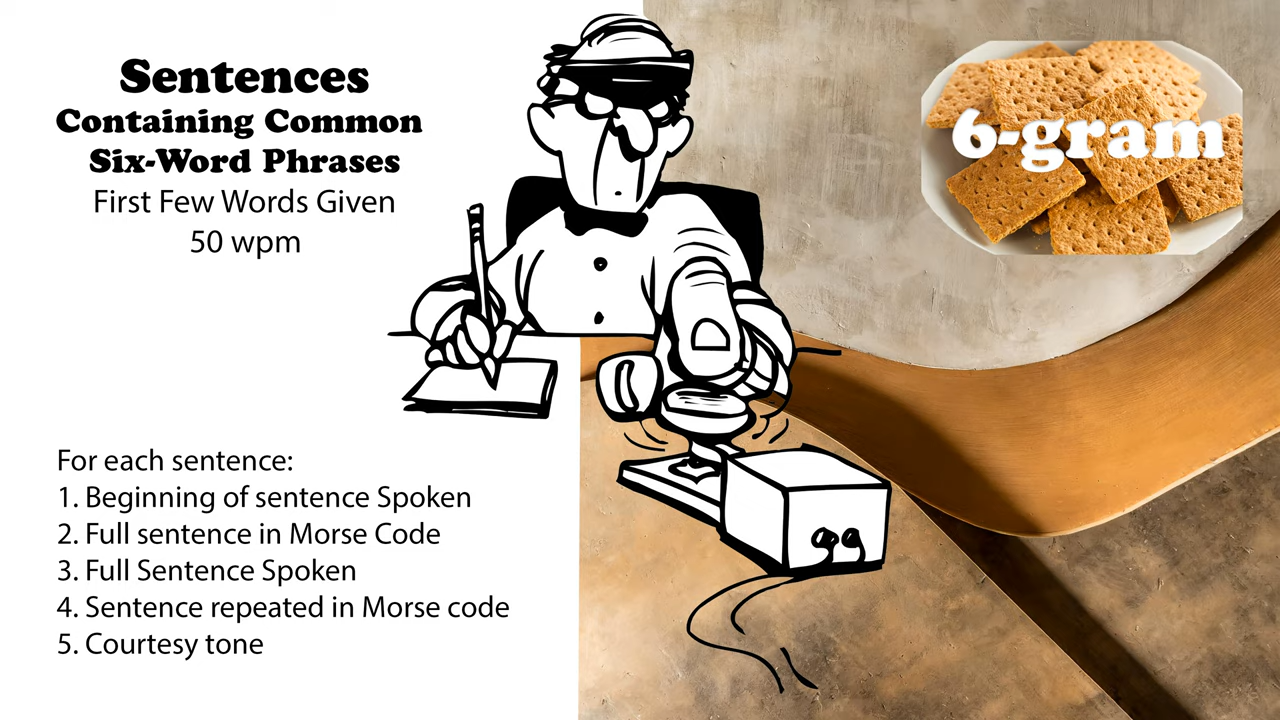 Sentences
Containing Common
Six-Word Phrases
First Few Words Given
50 wpm
6-gram
For each sentence:
1. Beginning of sentence Spoken
2. Full sentence in Morse Code
3. Full Sentence Spoken
4. Sentence repeated in Morse code
5. Courtesy tone